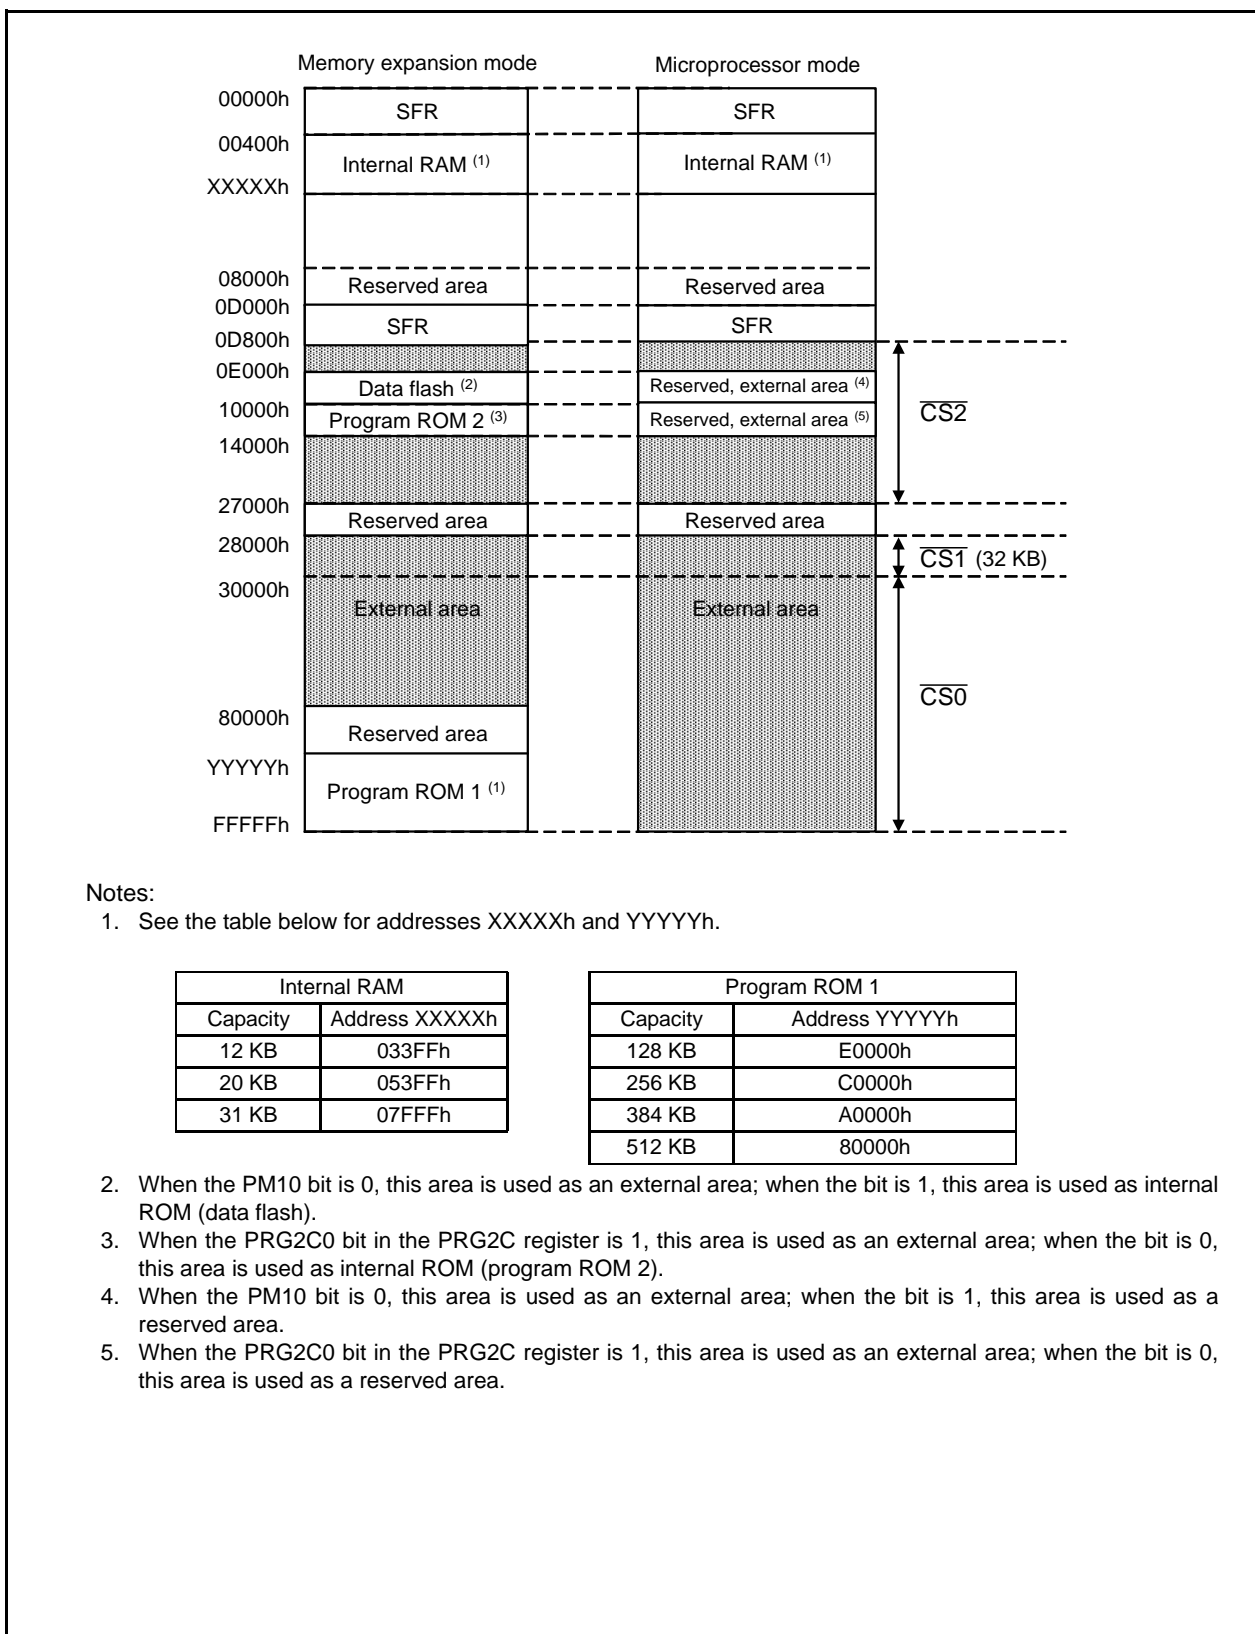 Memory expansion mode Microprocessor mode
00000h SFR SFR
00400h
Internal RAM (1) Internal RAM (1)
XXXXXh
08000h Reserved area Reserved area
0D000h
SFR SFR
0D800h
0E000h
Data flash (2) Reserved, external area (4)
10000h Program ROM 2 (3) Reserved, external area (5) CS2
14000h
27000h
Reserved area Reserved area
28000h
CS1 (32 KB)
30000h
External area External area
CS0
80000h
Reserved area
YYYYYh
Program ROM 1 (1)
FFFFFh
Notes:
1. See the table below for addresses XXXXXh and YYYYYh.
Internal RAM
Capacity Address XXXXXh
12 KB 033FFh
20 KB 053FFh
31 KB 07FFFh
Program ROM 1
Capacity Address YYYYYh
128 KB E0000h
256 KB C0000h
384 KB A0000h
512 KB 80000h
2. When the PM10 bit is 0, this area is used as an external area; when the bit is 1, this area is used as internal
ROM (data flash).
3. When the PRG2C0 bit in the PRG2C register is 1, this area is used as an external area; when the bit is 0,
this area is used as internal ROM (program ROM 2).
4. When the PM10 bit is 0, this area is used as an external area; when the bit is 1, this area is used as a
reserved area.
5. When the PRG2C0 bit in the PRG2C register is 1, this area is used as an external area; when the bit is 0,
this area is used as a reserved area.